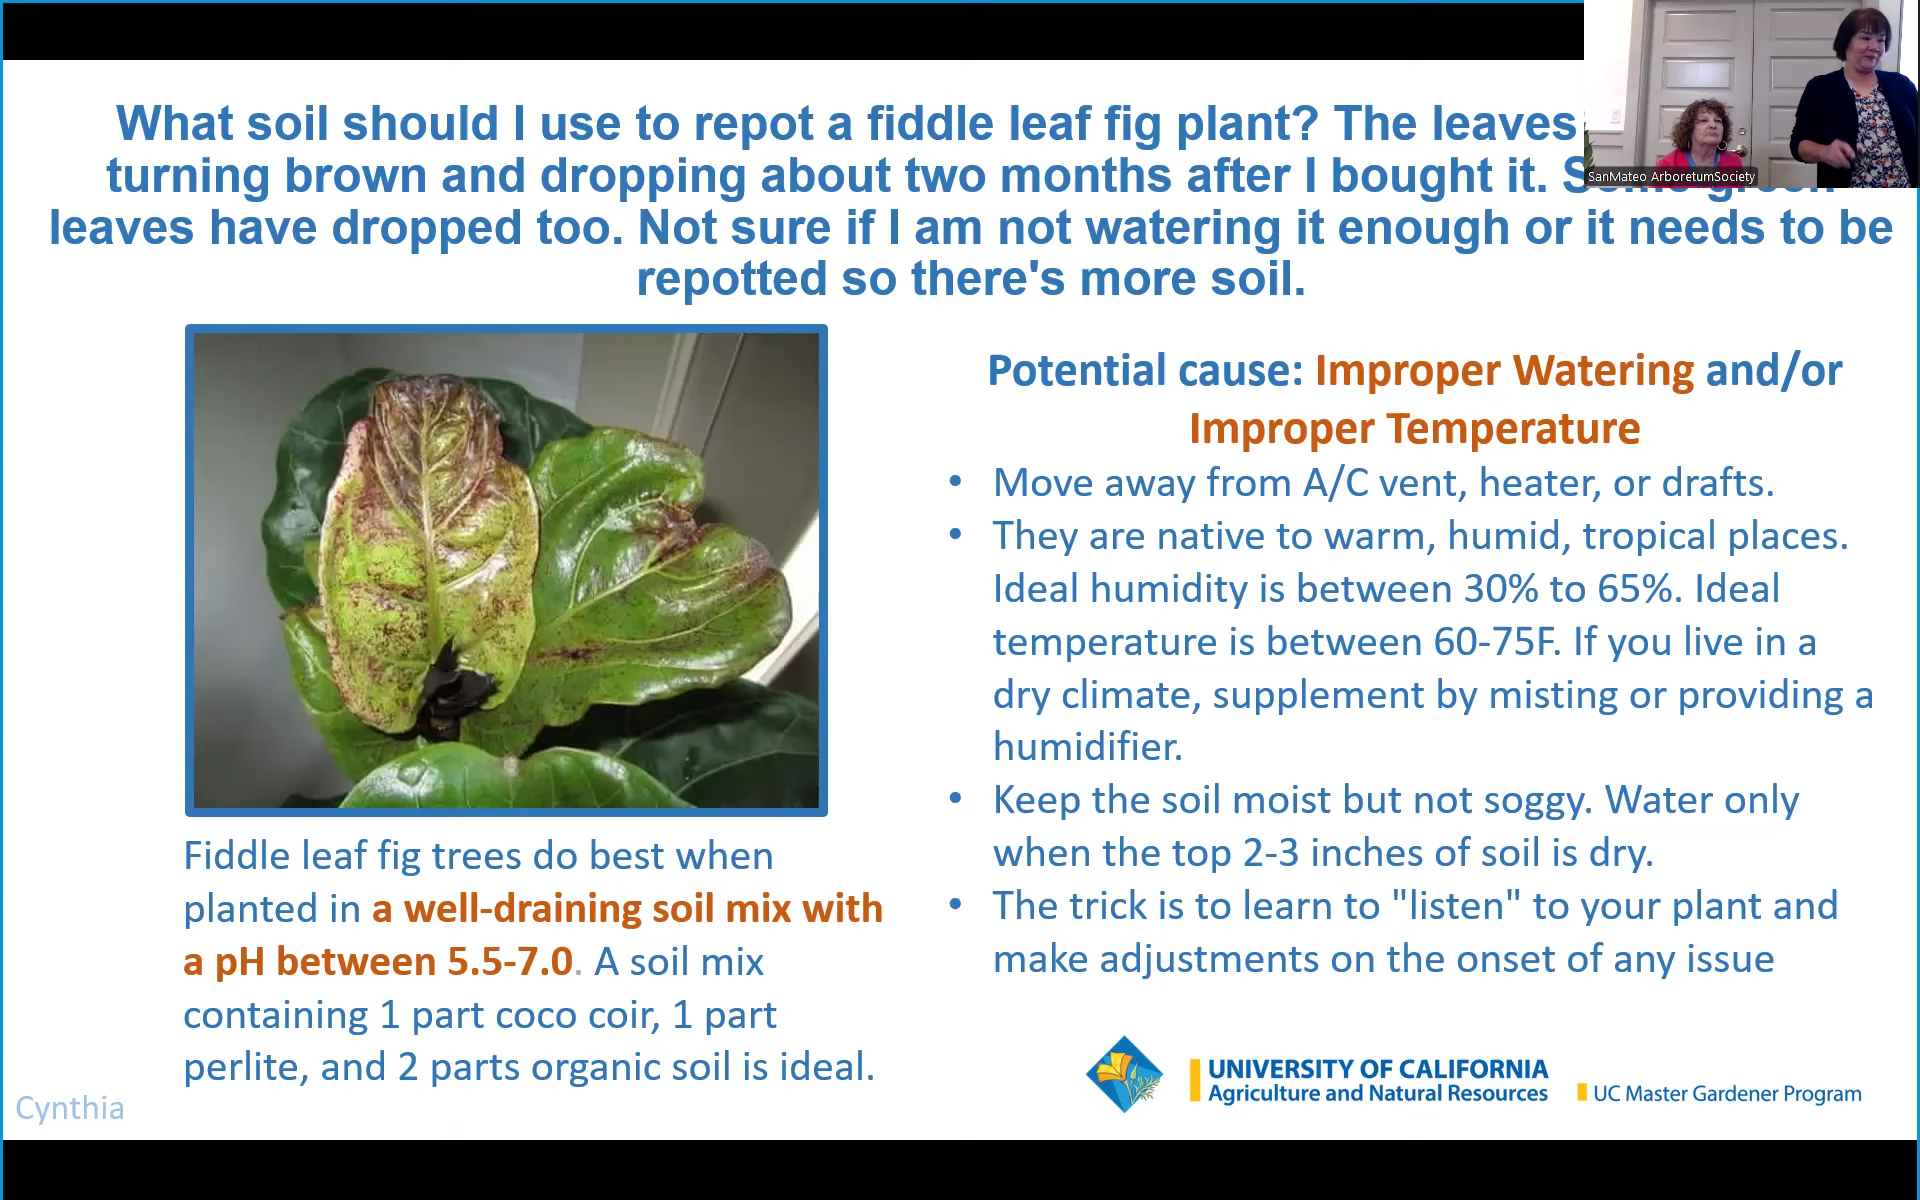 What soil should I use to repot a fiddle leaf fig plant? The leaves
turning brown and dropping about two months after I bought it.
leaves have dropped too. Not sure if I am not watering it enough or it needs to be
repotted so there's more soil.
SanMateo ArboretumSociety
Potential cause: Improper Watering and/or
Improper Temperature
• Move away from A/C vent, heater, or drafts.
• They are native to warm, humid, tropical places.
Ideal humidity is between 30% to 65%. Ideal
temperature is between 60-75F. If you live in a
dry climate, supplement by misting or providing a
humidifier.
• Keep the soil moist but not soggy. Water only
when the top 2-3 inches of soil is dry.
• The trick is to learn to "listen" to your plant and
make adjustments on the onset of any issue
Fiddle leaf fig trees do best when
planted in a well-draining soil mix with
a pH between 5.5-7.0. A soil mix
containing 1 part coco coir, 1 part
perlite, and 2 parts organic soil is ideal.
Cynthia
UNIVERSITY OF CALIFORNIA
Agriculture and Natural Resources
UC Master Gardener Program